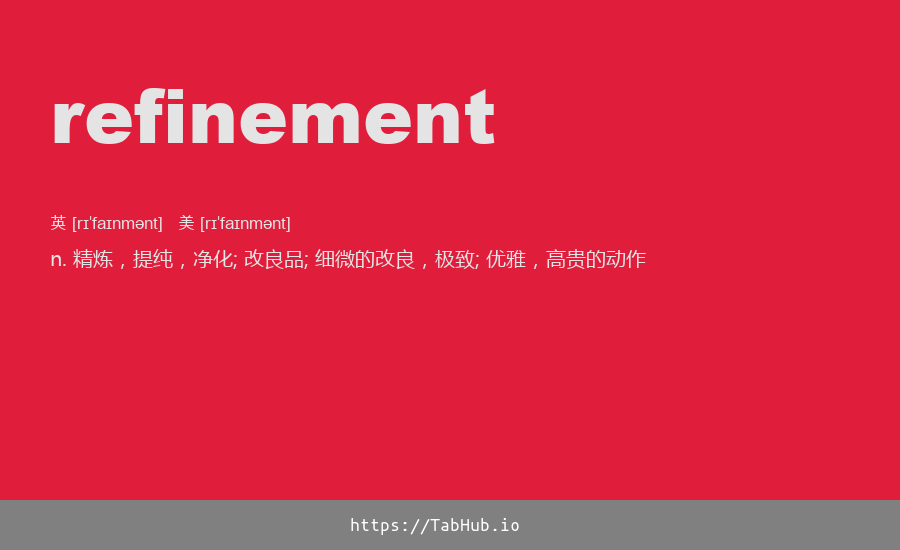 refinement
英 [rɪˈfaɪnmənt] 美 [rɪˈfaɪnmənt]
n. 精炼，提纯，净化; 改良品; 细微的改良，极致; 优雅，高贵的动作
https://TabHub.io